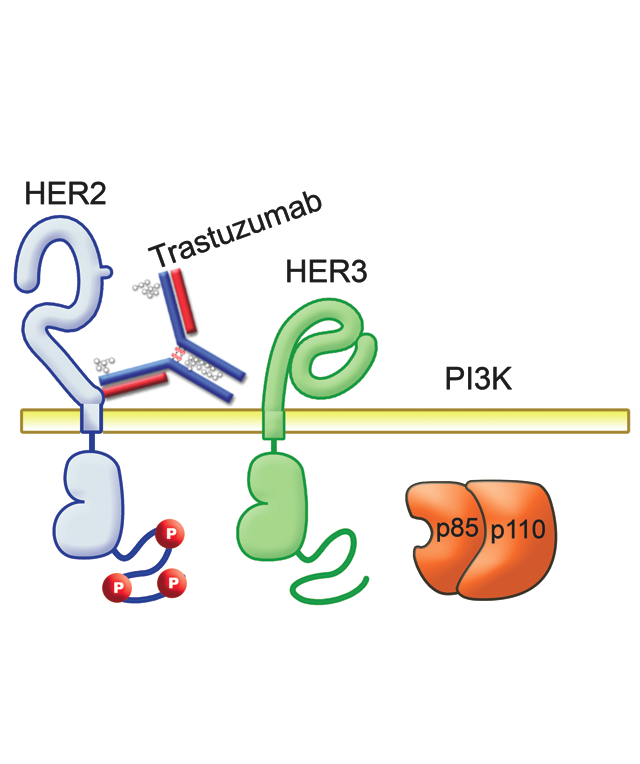 HER2
Trastuzumab
HER3
PI3K
p85 p110
P
P
P